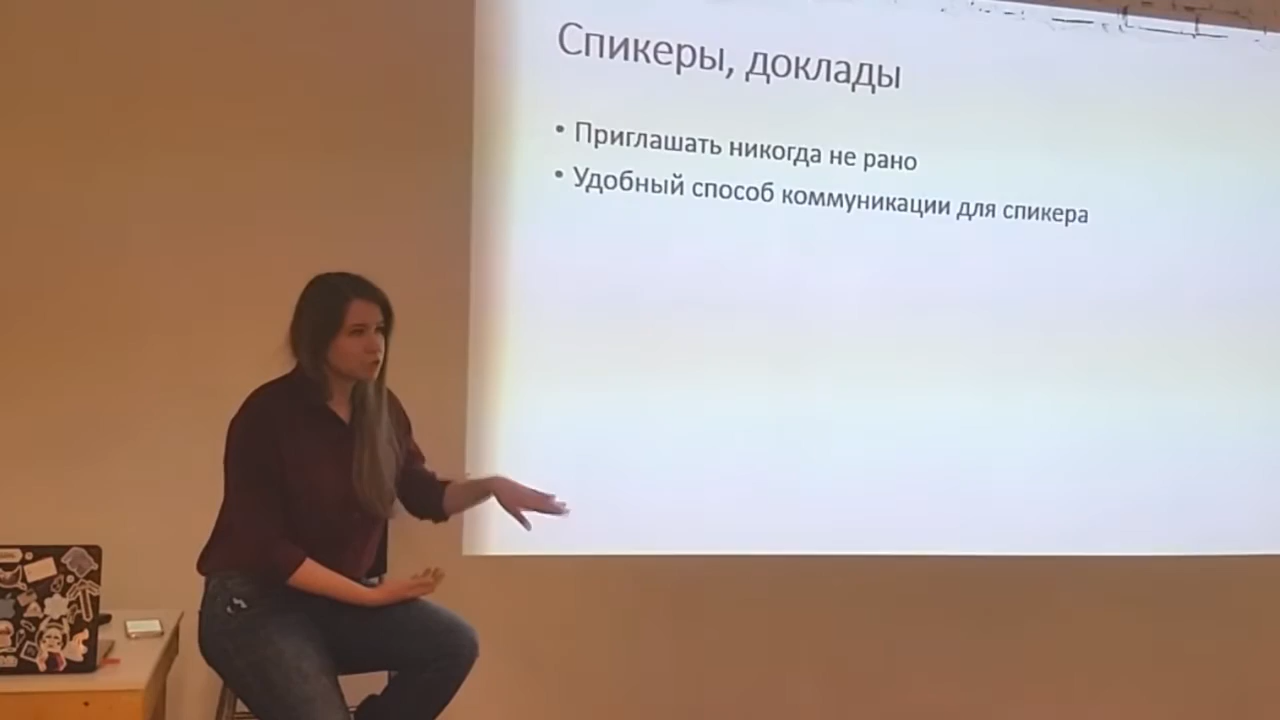 Спикеры, доклады
• Приглашать никогда не рано
• Удобный способ коммуникации для спикера